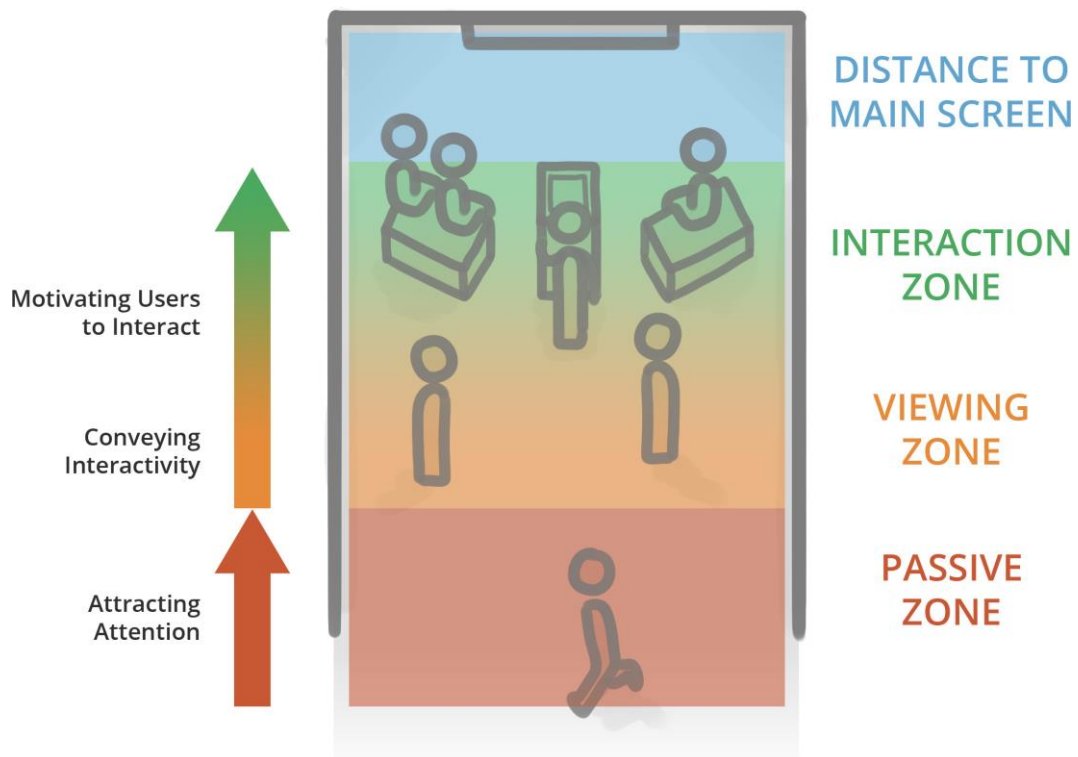 DISTANCE TO
MAIN SCREEN
INTERACTION
ZONE
Motivating Users
to Interact
VIEWING
ZONE
Conveying
Interactivity
PASSIVE
ZONE
Attracting
Attention